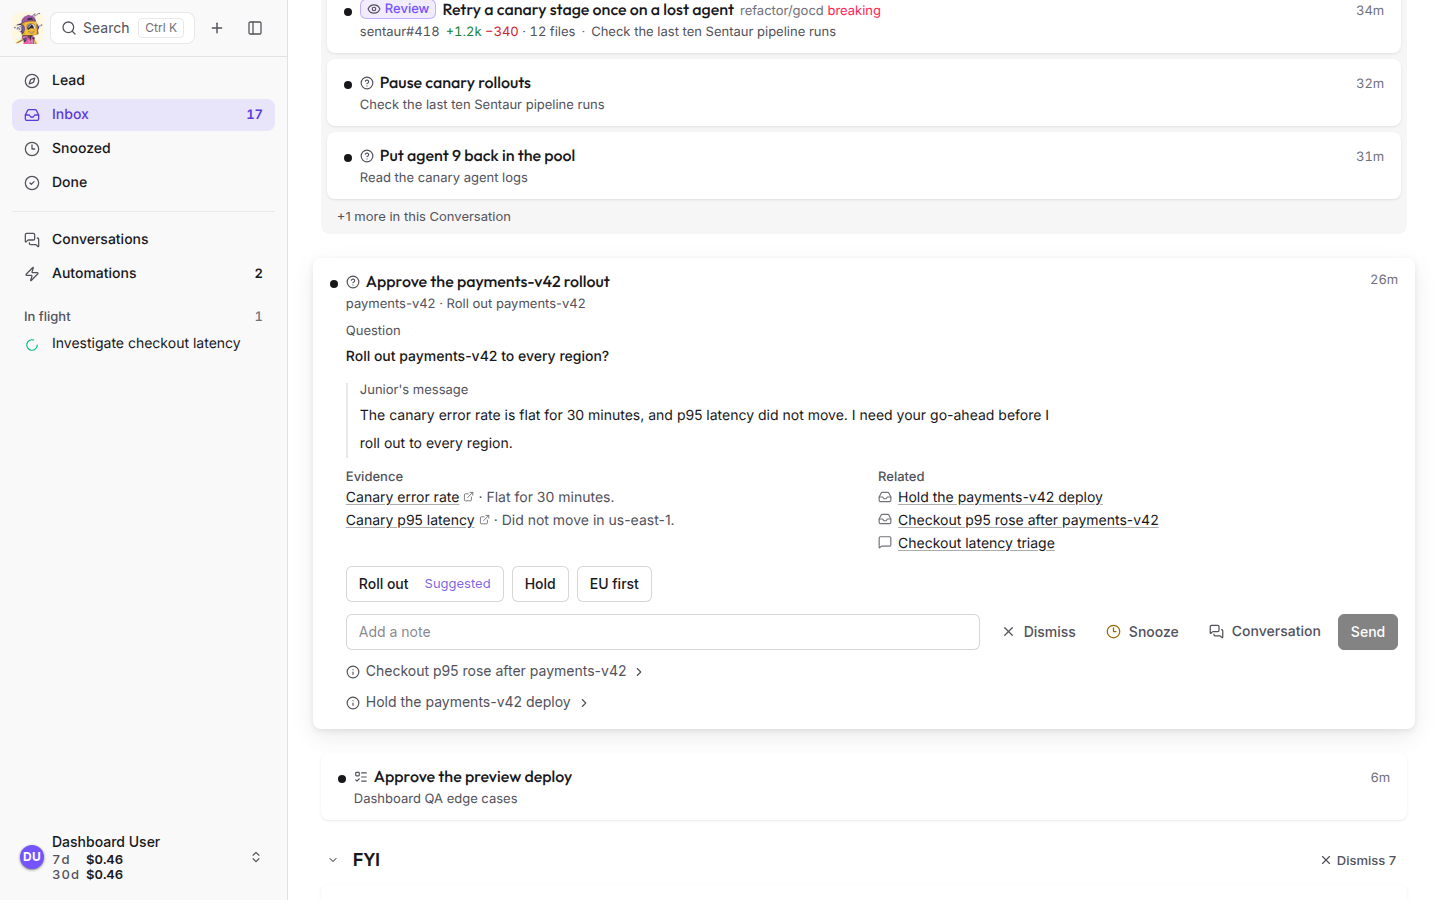 Search Ctrl K
Lead
Inbox 17
Snoozed
Done
Conversations
Automations 2
In flight 1
Investigate checkout latency
DU
Dashboard User
7d $0.46
30d $0.46
Review Retry a canary stage once on a lost agent refactor/gocd breaking 34m
sentaur#418 +1.2k −340 · 12 files · Check the last ten Sentaur pipeline runs
Pause canary rollouts 32m
Check the last ten Sentaur pipeline runs
Put agent 9 back in the pool 31m
Read the canary agent logs
+1 more in this Conversation
Approve the payments-v42 rollout 26m
payments-v42 · Roll out payments-v42
Question
Roll out payments-v42 to every region?
Junior's message
The canary error rate is flat for 30 minutes, and p95 latency did not move. I need your go-ahead before I
roll out to every region.
Evidence
Canary error rate · Flat for 30 minutes.
Canary p95 latency · Did not move in us-east-1.
Related
Hold the payments-v42 deploy
Checkout p95 rose after payments-v42
Checkout latency triage
Roll out Suggested Hold EU first
Add a note Dismiss Snooze Conversation Send
Checkout p95 rose after payments-v42
Hold the payments-v42 deploy
Approve the preview deploy 6m
Dashboard QA edge cases
FYI Dismiss 7